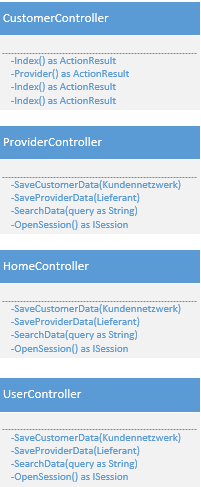 CustomerController
-Index() as ActionResult
-Provider() as ActionResult
-Index() as ActionResult
-Index() as ActionResult
ProviderController
-SaveCustomerData(Kundennetzwerk)
-SaveProviderData(Lieferant)
-SearchData(query as String)
-OpenSession() as ISession
HomeController
-SaveCustomerData(Kundennetzwerk)
-SaveProviderData(Lieferant)
-SearchData(query as String)
-OpenSession() as ISession
UserController
-SaveCustomerData(Kundennetzwerk)
-SaveProviderData(Lieferant)
-SearchData(query as String)
-OpenSession() as ISession